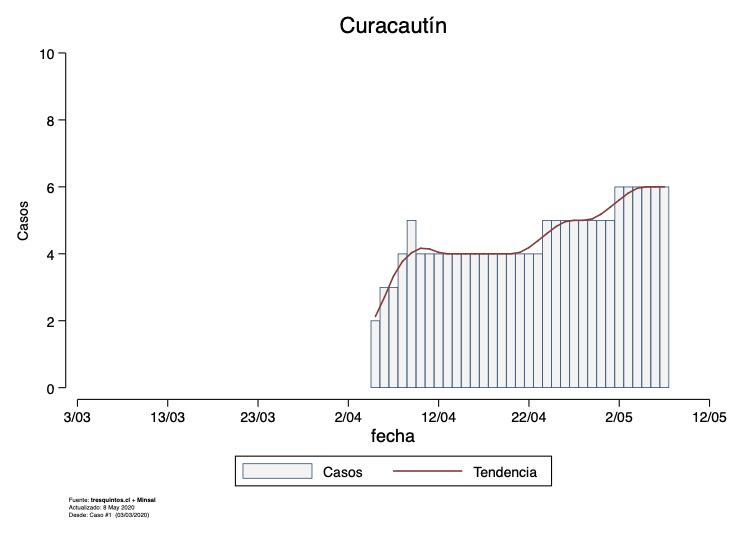 Curacautín
10
8
6
4
2
0
Casos
3/03 13/03 23/03 2/04 12/04 22/04 2/05 12/05
fecha
Casos Tendencia
Fuente: tresquintos.cl + Minsal
Actualizado: 8 May 2020
Desde: Caso #1 (03/03/2020)